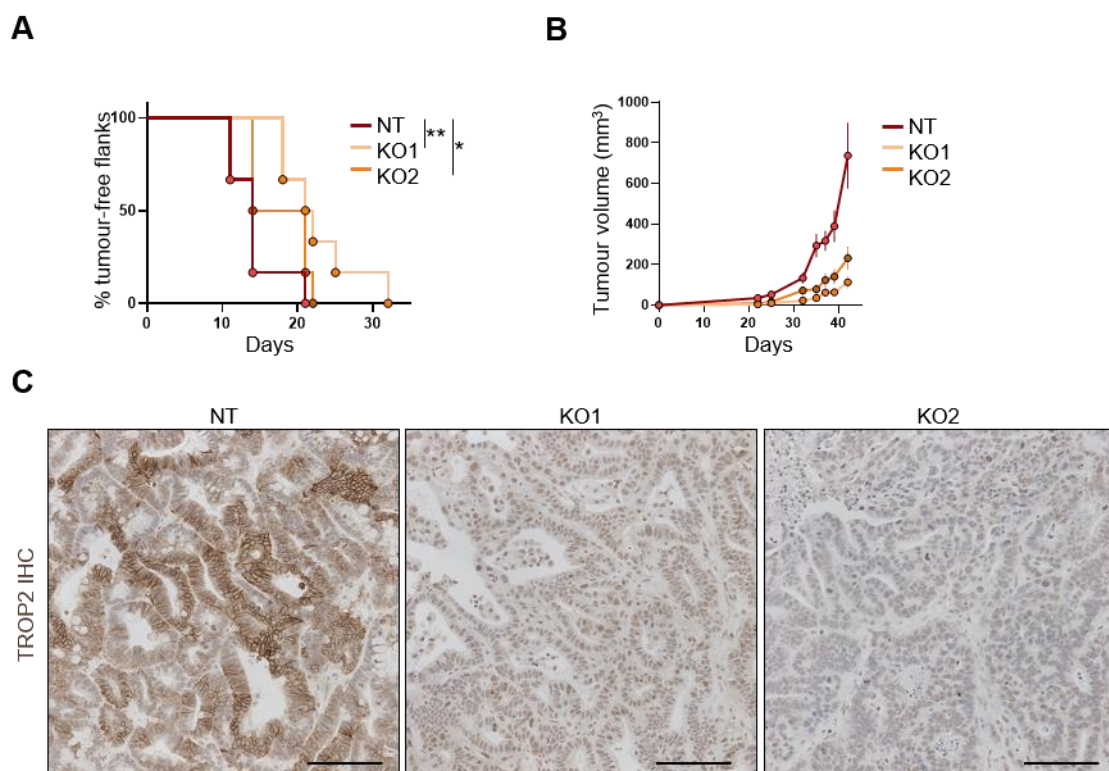 A
% tumour-free flanks
100
50
0
0 10 20 30
Days
NT
KO1
KO2
**
*
B
Tumour volume (mm³)
1000
800
600
400
200
0
0 10 20 30 40
Days
NT
KO1
KO2
C
NT KO1 KO2
TROP2 IHC